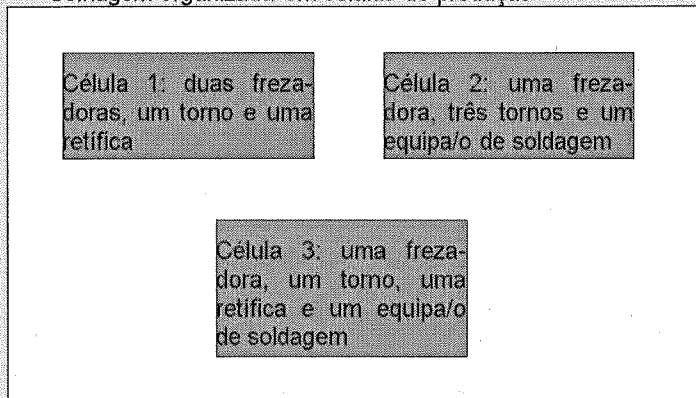 usinagem organizada em células de produção
Célula 1: duas freza-
doras, um torno e uma
retífica
Célula 2: uma freza-
dora, três tornos e um
equipa/o de soldagem
Célula 3: uma freza-
dora, um torno, uma
retífica e um equipa/o
de soldagem